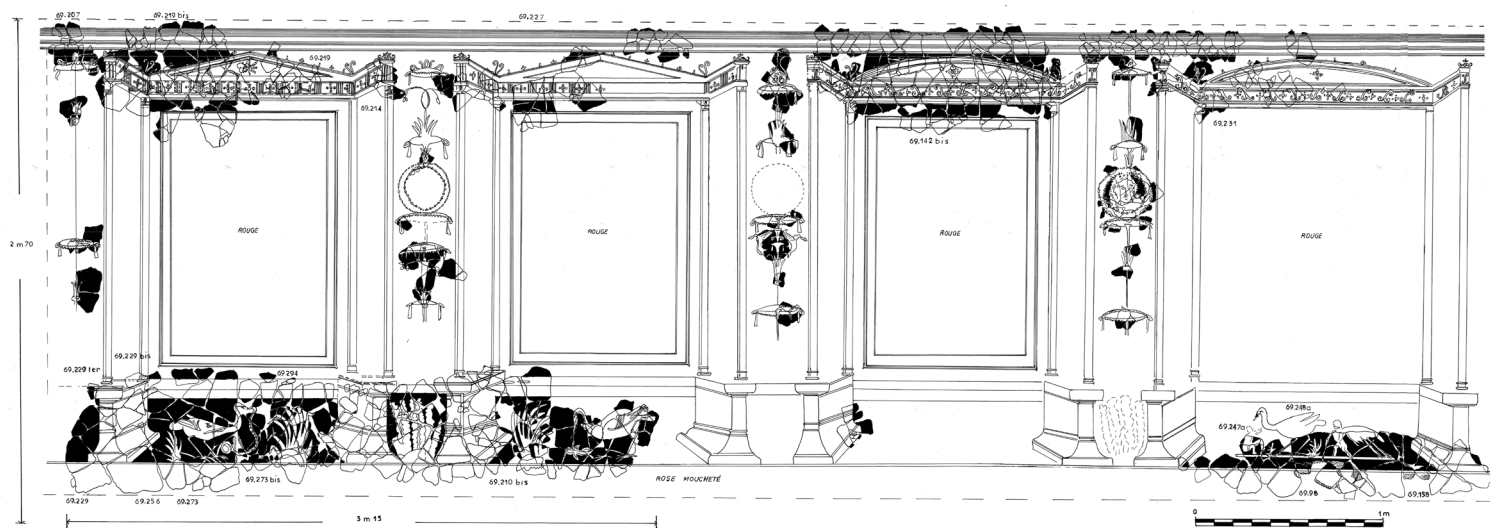 69.207
69.219 bis
69.227
69.219
69.214
69.142 bis
69.231
ROUGE
ROUGE
ROUGE
ROUGE
2 m 70
69.229 bis
69.229 ter
69 294
69.248a
69.247a
69.273 bis
69.210 bis
ROSE MOUCHETÉ
69.229
69.256
69.273
69.98
69.158
3 m 15
0
1m